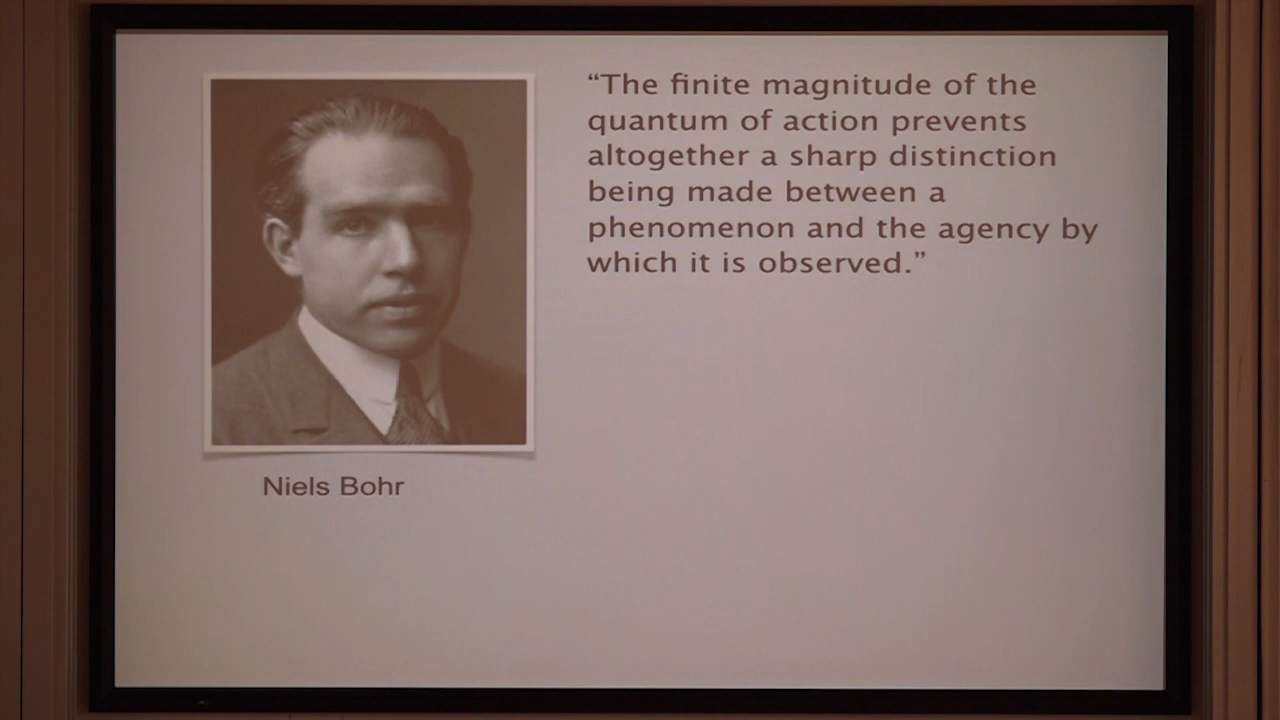 “The finite magnitude of the
quantum of action prevents
altogether a sharp distinction
being made between a
phenomenon and the agency by
which it is observed.”
Niels Bohr